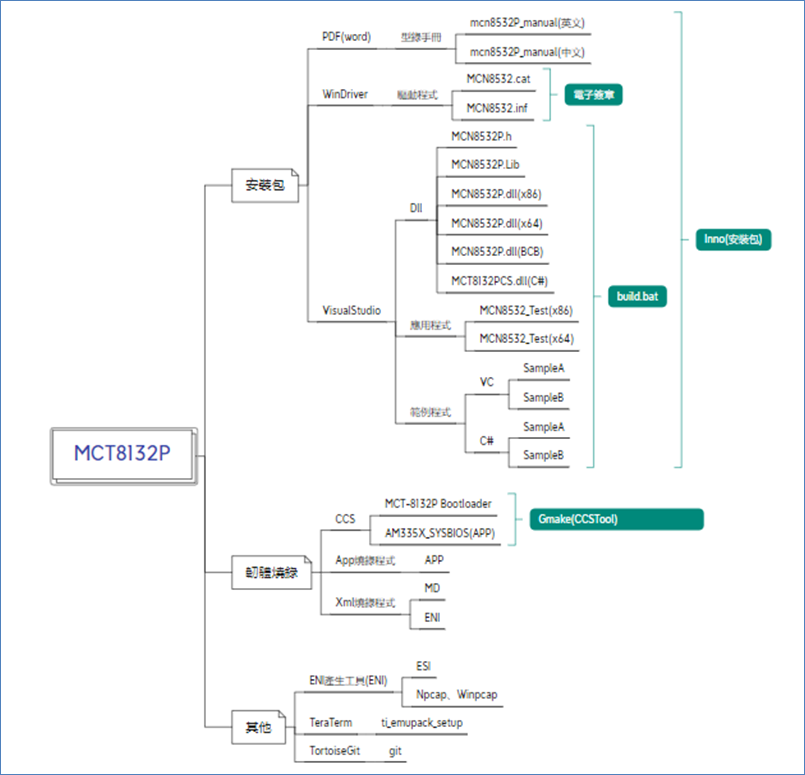 MCT8132P
安裝包
PDF(word)
型錄手冊
mcn8532P_manual(英文)
mcn8532P_manual(中文)
WinDriver
驅動程式
MCN8532.cat
MCN8532.inf
電子簽章
VisualStudio
Dll
MCN8532P.h
MCN8532P.Lib
MCN8532P.dll(x86)
MCN8532P.dll(x64)
MCN8532P.dll(BCB)
MCT8132PCS.dll(C#)
應用程式
MCN8532_Test(x86)
MCN8532_Test(x64)
範例程式
VC
SampleA
SampleB
C#
SampleA
SampleB
build.bat
Inno(安裝包)
韌體燒錄
CCS
MCT-8132P Bootloader
AM335X_SYSBIOS(APP)
Gmake(CCSTool)
App燒錄程式
APP
Xml燒錄程式
MD
ENI
其他
ENI產生工具(ENI)
ESI
Npcap、Winpcap
TeraTerm
ti_emupack_setup
TortoiseGit
git